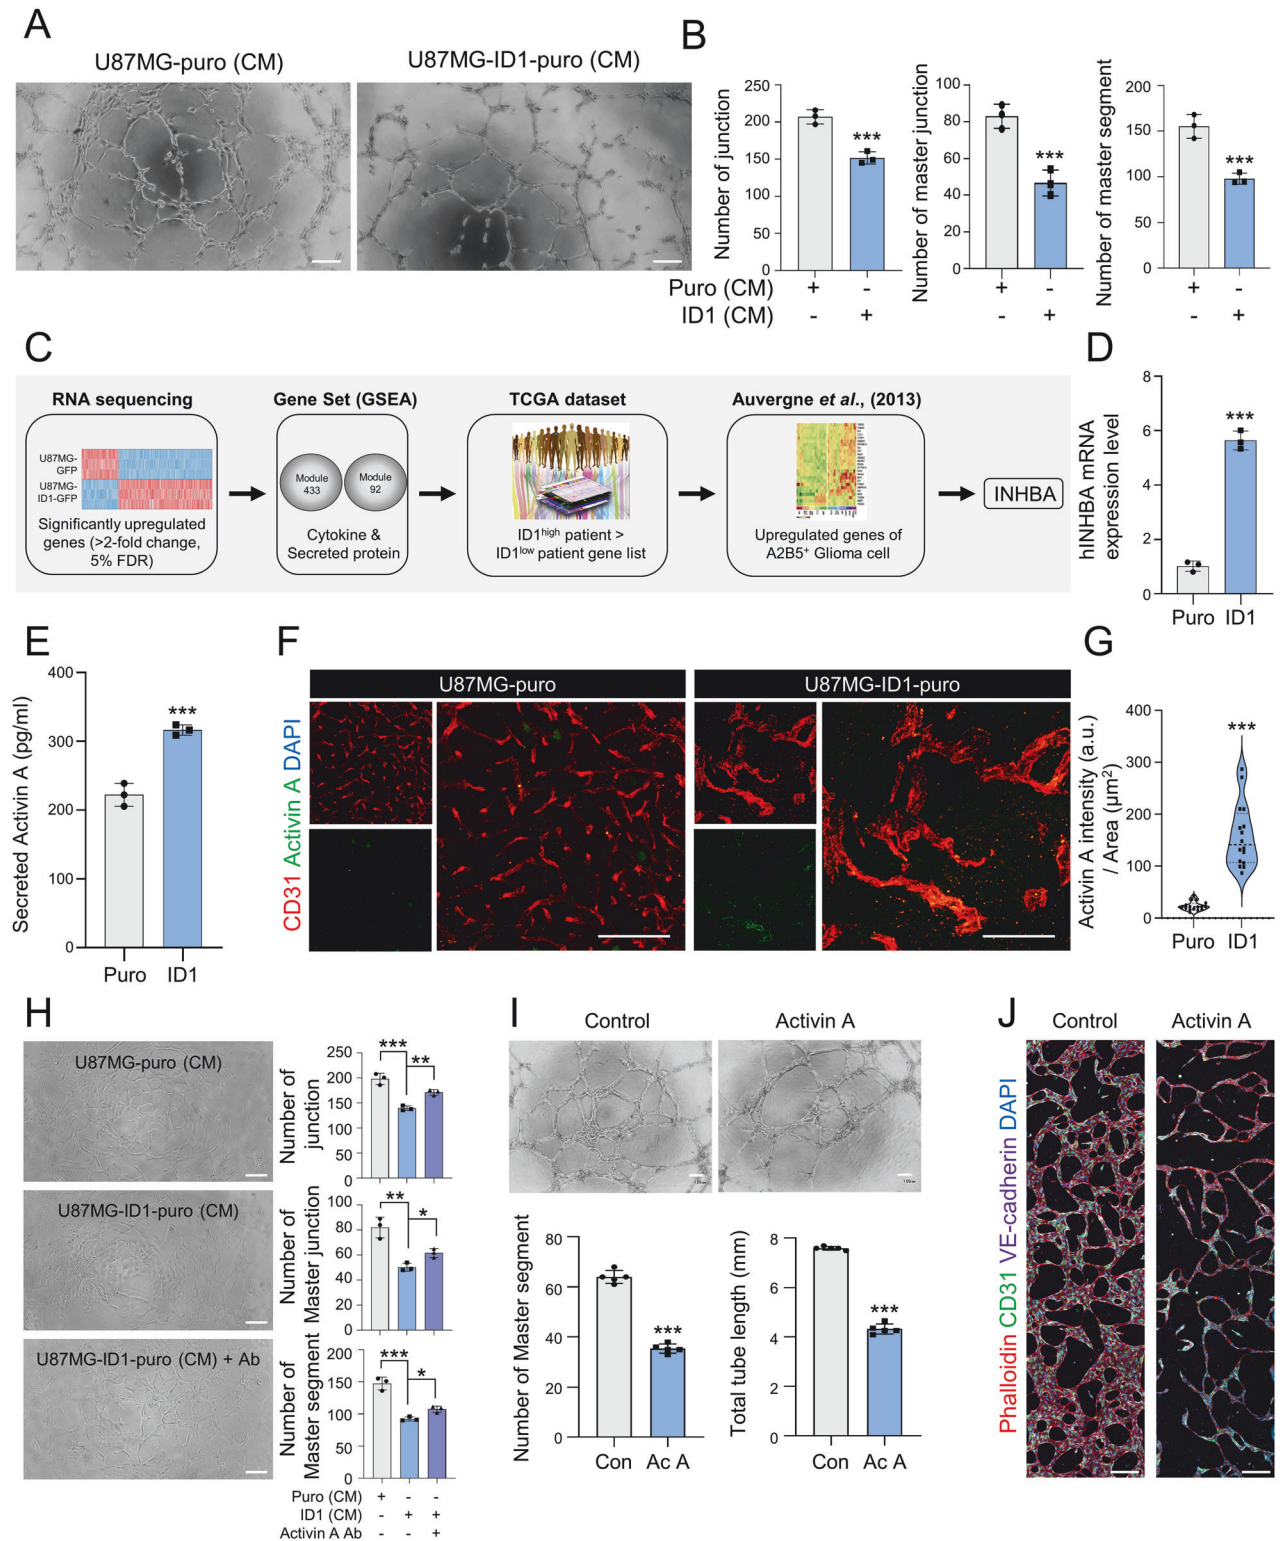 A
U87MG-puro (CM)
U87MG-ID1-puro (CM)
B
Number of junction
250
200
150
100
50
0
***
Number of master junction
100
80
60
40
20
0
***
Number of master segment
200
150
100
50
0
***
Puro (CM) + - + - + -
ID1 (CM) - + - + - +
C
RNA sequencing
U87MG-
GFP
U87MG-
ID1-GFP
Significantly upregulated
genes (>2-fold change,
5% FDR)
Gene Set (GSEA)
Module
433
Module
92
Cytokine &
Secreted protein
TCGA dataset
ID1high patient >
ID1low patient gene list
Auvergne et al., (2013)
Upregulated genes of
A2B5+ Glioma cell
INHBA
D
hINHBA mRNA
expression level
8
6
4
2
0
***
Puro ID1
E
Secreted Activin A (pg/ml)
400
300
200
100
0
***
Puro ID1
F
CD31 Activin A DAPI
U87MG-puro
U87MG-ID1-puro
G
Activin A intensity (a.u.)
/ Area (µm2)
400
300
200
100
0
***
Puro ID1
H
U87MG-puro (CM)
U87MG-ID1-puro (CM)
U87MG-ID1-puro (CM) + Ab
Number of
junction
250
200
150
100
50
0
*** **
Number of
Master junction
100
80
60
40
20
0
** *
Number of
Master segment
200
150
100
50
0
*** *
Puro (CM) + - -
ID1 (CM) - + +
Activin A Ab - - +
I
Control
Activin A
Number of Master segment
80
60
40
20
0
***
Con Ac A
Total tube length (mm)
8
6
4
2
0
***
Con Ac A
J
Control
Activin A
Phalloidin CD31 VE-cadherin DAPI